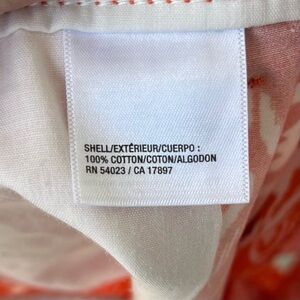 SHELL/EXTÉRIEUR/CUERPO :
100% COTTON/COTON/ALGODON
RN 54023 / CA 17897